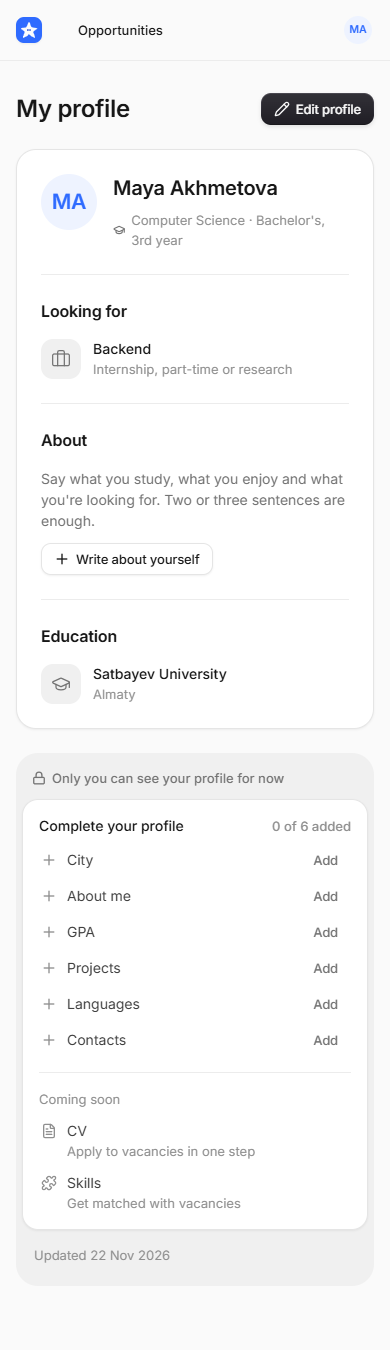 Opportunities
MA
My profile
Edit profile
MA
Maya Akhmetova
Computer Science · Bachelor's,
3rd year
Looking for
Backend
Internship, part-time or research
About
Say what you study, what you enjoy and what
you're looking for. Two or three sentences are
enough.
Write about yourself
Education
Satbayev University
Almaty
Only you can see your profile for now
Complete your profile 0 of 6 added
City Add
About me Add
GPA Add
Projects Add
Languages Add
Contacts Add
Coming soon
CV
Apply to vacancies in one step
Skills
Get matched with vacancies
Updated 22 Nov 2026